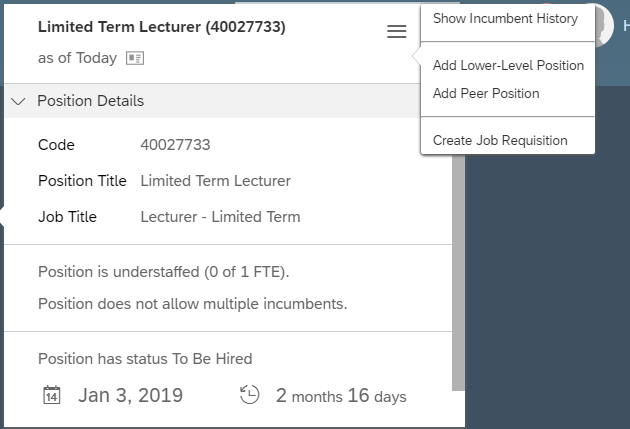 Limited Term Lecturer (40027733)
as of Today
Show Incumbent History
Add Lower-Level Position
Add Peer Position
Create Job Requisition
H
Position Details
Code 40027733
Position Title Limited Term Lecturer
Job Title Lecturer - Limited Term
Position is understaffed (0 of 1 FTE).
Position does not allow multiple incumbents.
Position has status To Be Hired
14 Jan 3, 2019 2 months 16 days